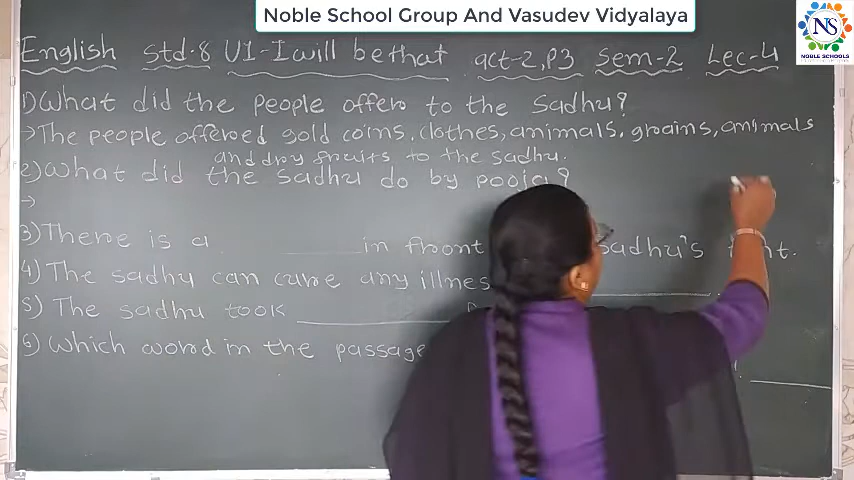 Noble School Group And Vasudev Vidyalaya
NS
NOBLE SCHOOLS
English Std-8 U1-I will be that act-2, P3 Sem-2 Lec-4
1) What did the people offer to the Sadhu?
→ The people offered gold coins, clothes, animals, grains, animals
and dry fruits to the sadhu.
2) What did the sadhu do by pooja?
→
3) There is a ______ in front sadhu's tent.
4) The sadhu can cure any illnes ______
5) The sadhu took ______
6) Which word in the passage ______